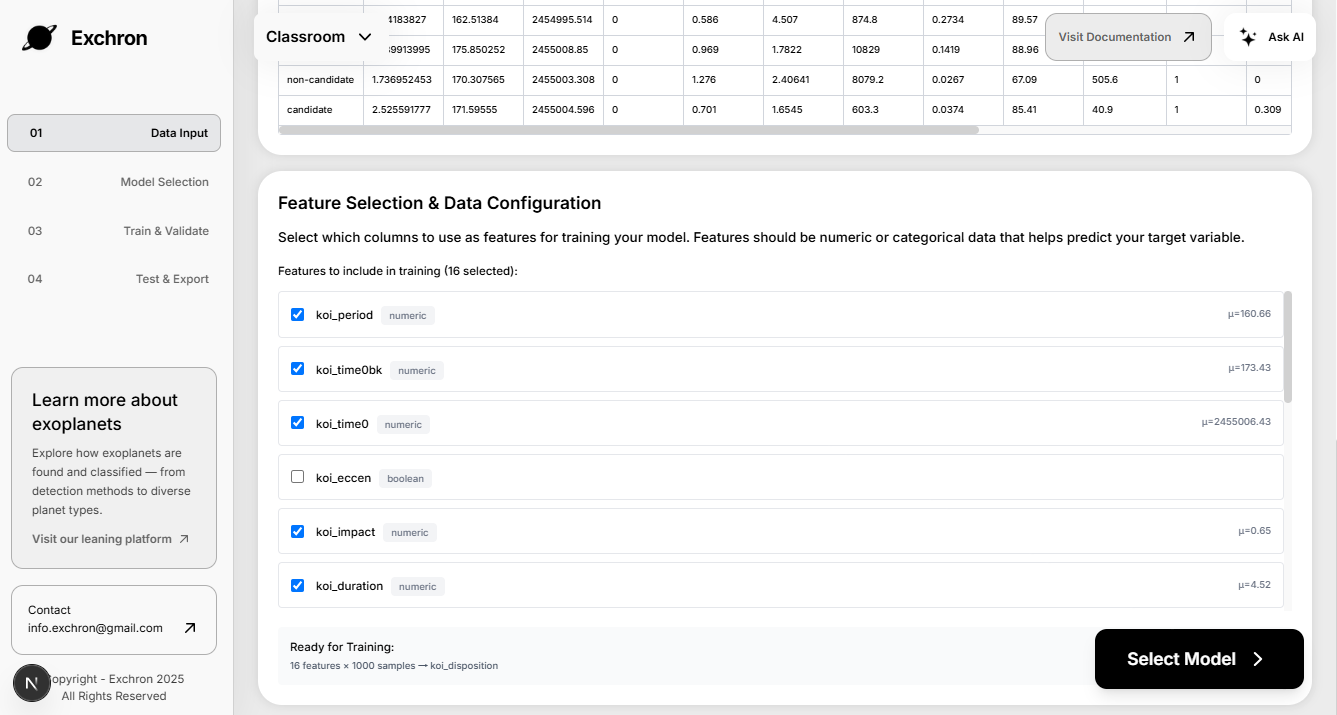 Exchron
01 Data Input
02 Model Selection
03 Train & Validate
04 Test & Export
Learn more about
exoplanets
Explore how exoplanets are
found and classified — from
detection methods to diverse
planet types.
Visit our leaning platform
Contact
info.exchron@gmail.com
N
opyright - Exchron 2025
All Rights Reserved
Classroom
Visit Documentation
Ask AI
4183827 162.51384 2454995.514 0 0.586 4.507 874.8 0.2734 89.57
9913995 175.850252 2455008.85 0 0.969 1.7822 10829 0.1419 88.96
non-candidate 1.736952453 170.307565 2455003.308 0 1.276 2.40641 8079.2 0.0267 67.09 505.6 1 0
candidate 2.525591777 171.59555 2455004.596 0 0.701 1.6545 603.3 0.0374 85.41 40.9 1 0.309
Feature Selection & Data Configuration
Select which columns to use as features for training your model. Features should be numeric or categorical data that helps predict your target variable.
Features to include in training (16 selected):
koi_period numeric μ=160.66
koi_time0bk numeric μ=173.43
koi_time0 numeric μ=2455006.43
koi_eccen boolean
koi_impact numeric μ=0.65
koi_duration numeric μ=4.52
Ready for Training:
16 features × 1000 samples → koi_disposition
Select Model